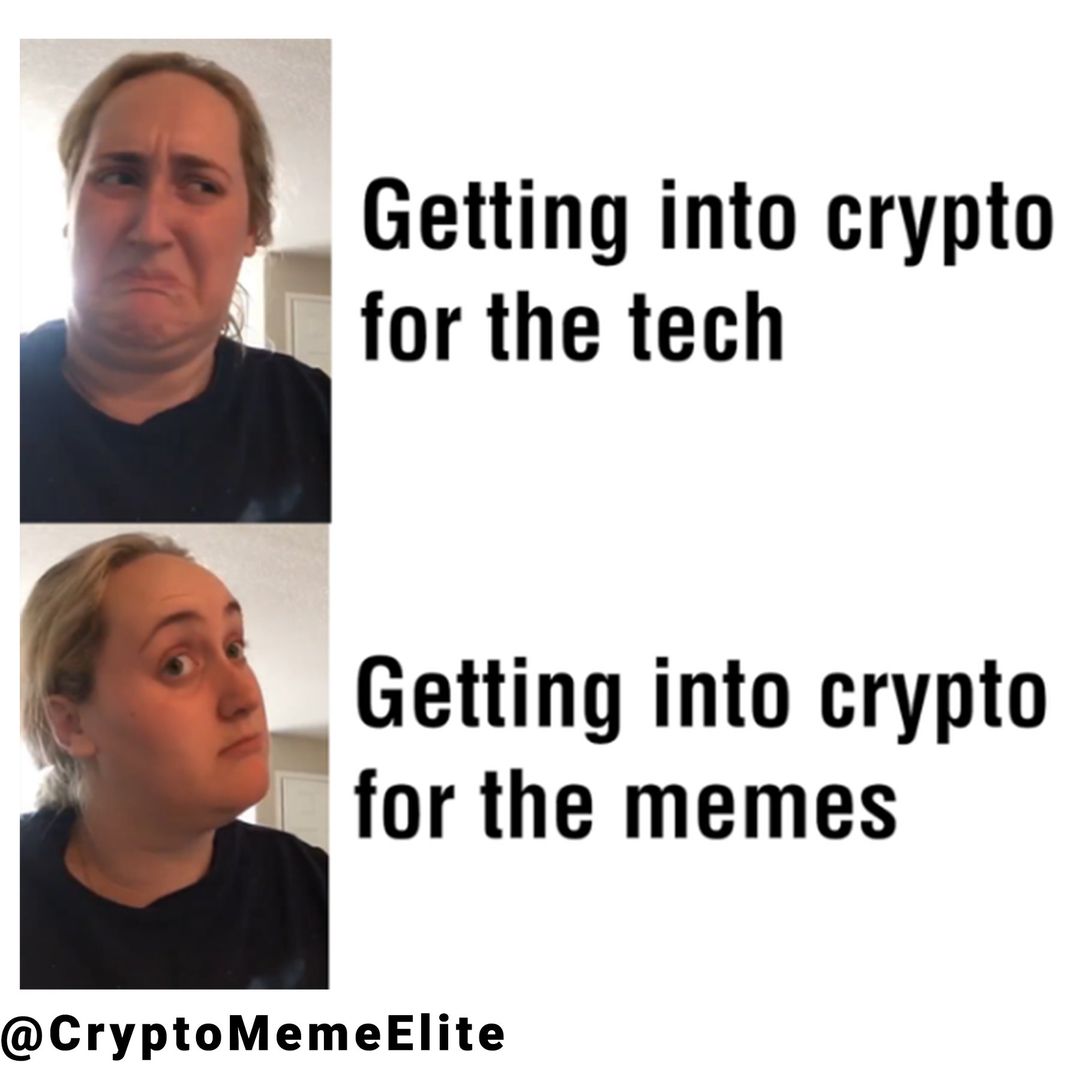 Getting into crypto
for the tech
Getting into crypto
for the memes
@CryptoMemeElite